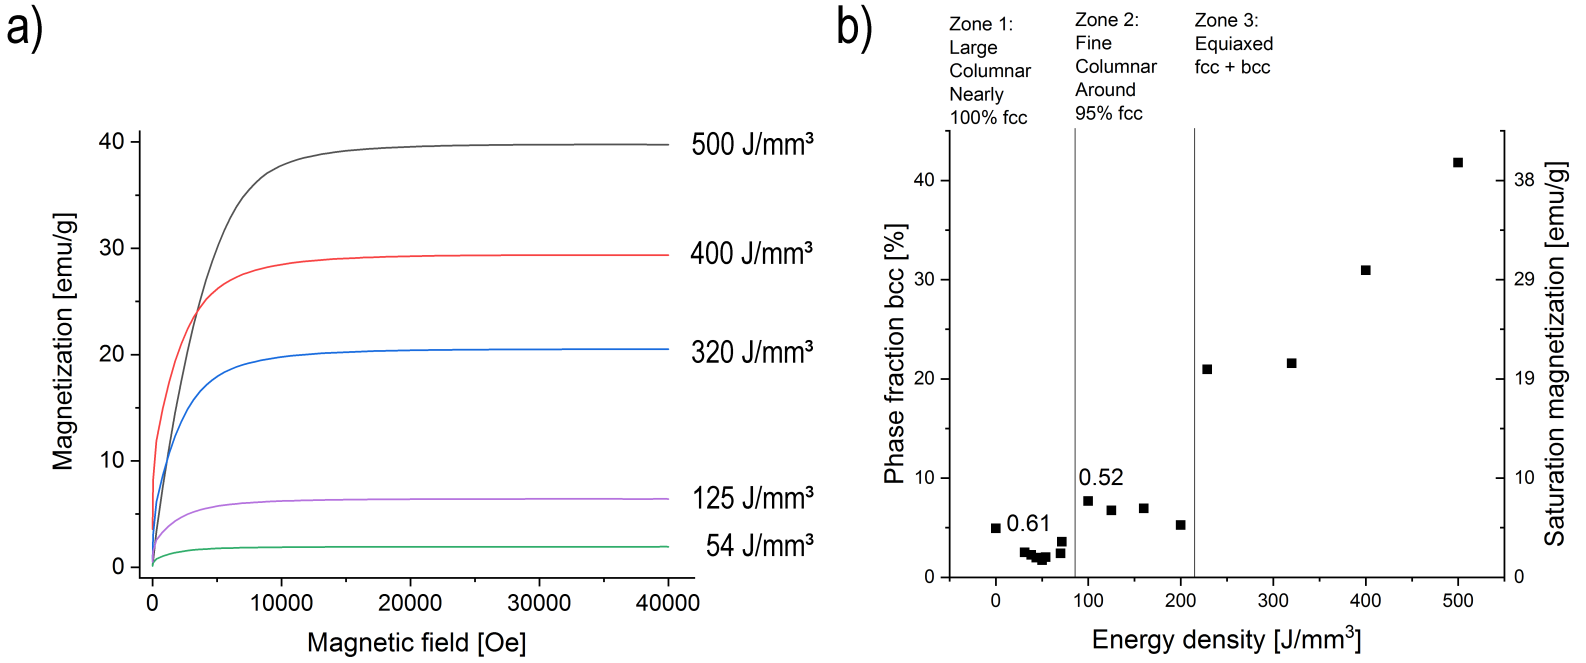 a)
Magnetization [emu/g]
40
30
20
10
0
500 J/mm³
400 J/mm³
320 J/mm³
125 J/mm³
54 J/mm³
0
10000
20000
30000
40000
Magnetic field [Oe]
b)
Zone 1:
Large
Columnar
Nearly
100% fcc
Zone 2:
Fine
Columnar
Around
95% fcc
Zone 3:
Equiaxed
fcc + bcc
Phase fraction bcc [%]
40
30
20
10
0
0.61
0.52
38
29
19
10
0
Saturation magnetization [emu/g]
0
100
200
300
400
500
Energy density [J/mm³]